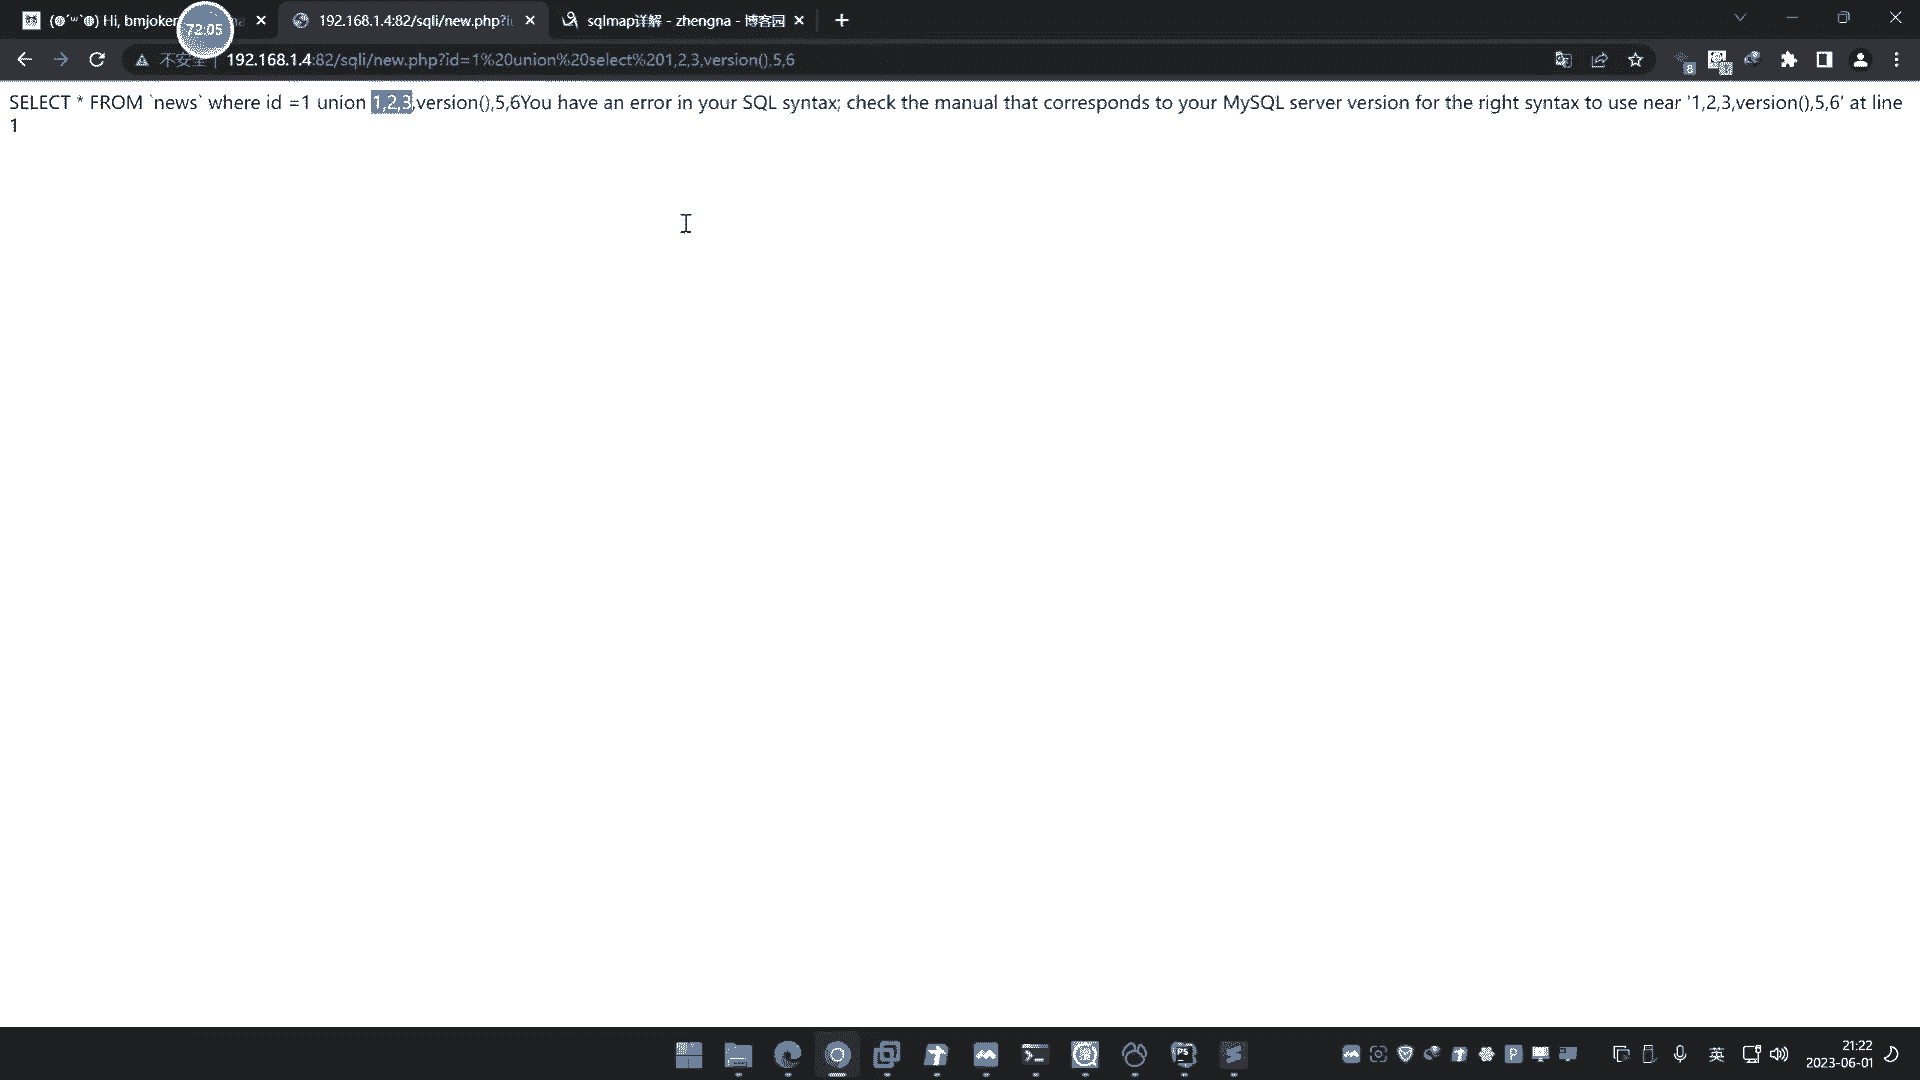 (๑´ㅂ`๑) Hi, bmjoker
72:05
192.168.1.4:82/sqli/new.php?i
sqlmap详解 - zhengna - 博客园
不安全 192.168.1.4:82/sqli/new.php?id=1%20union%20select%201,2,3,version(),5,6
8
SELECT * FROM `news` where id =1 union 1,2,3,version(),5,6You have an error in your SQL syntax; check the manual that corresponds to your MySQL server version for the right syntax to use near '1,2,3,version(),5,6' at line
1
PS
P
英
21:22
2023-06-01